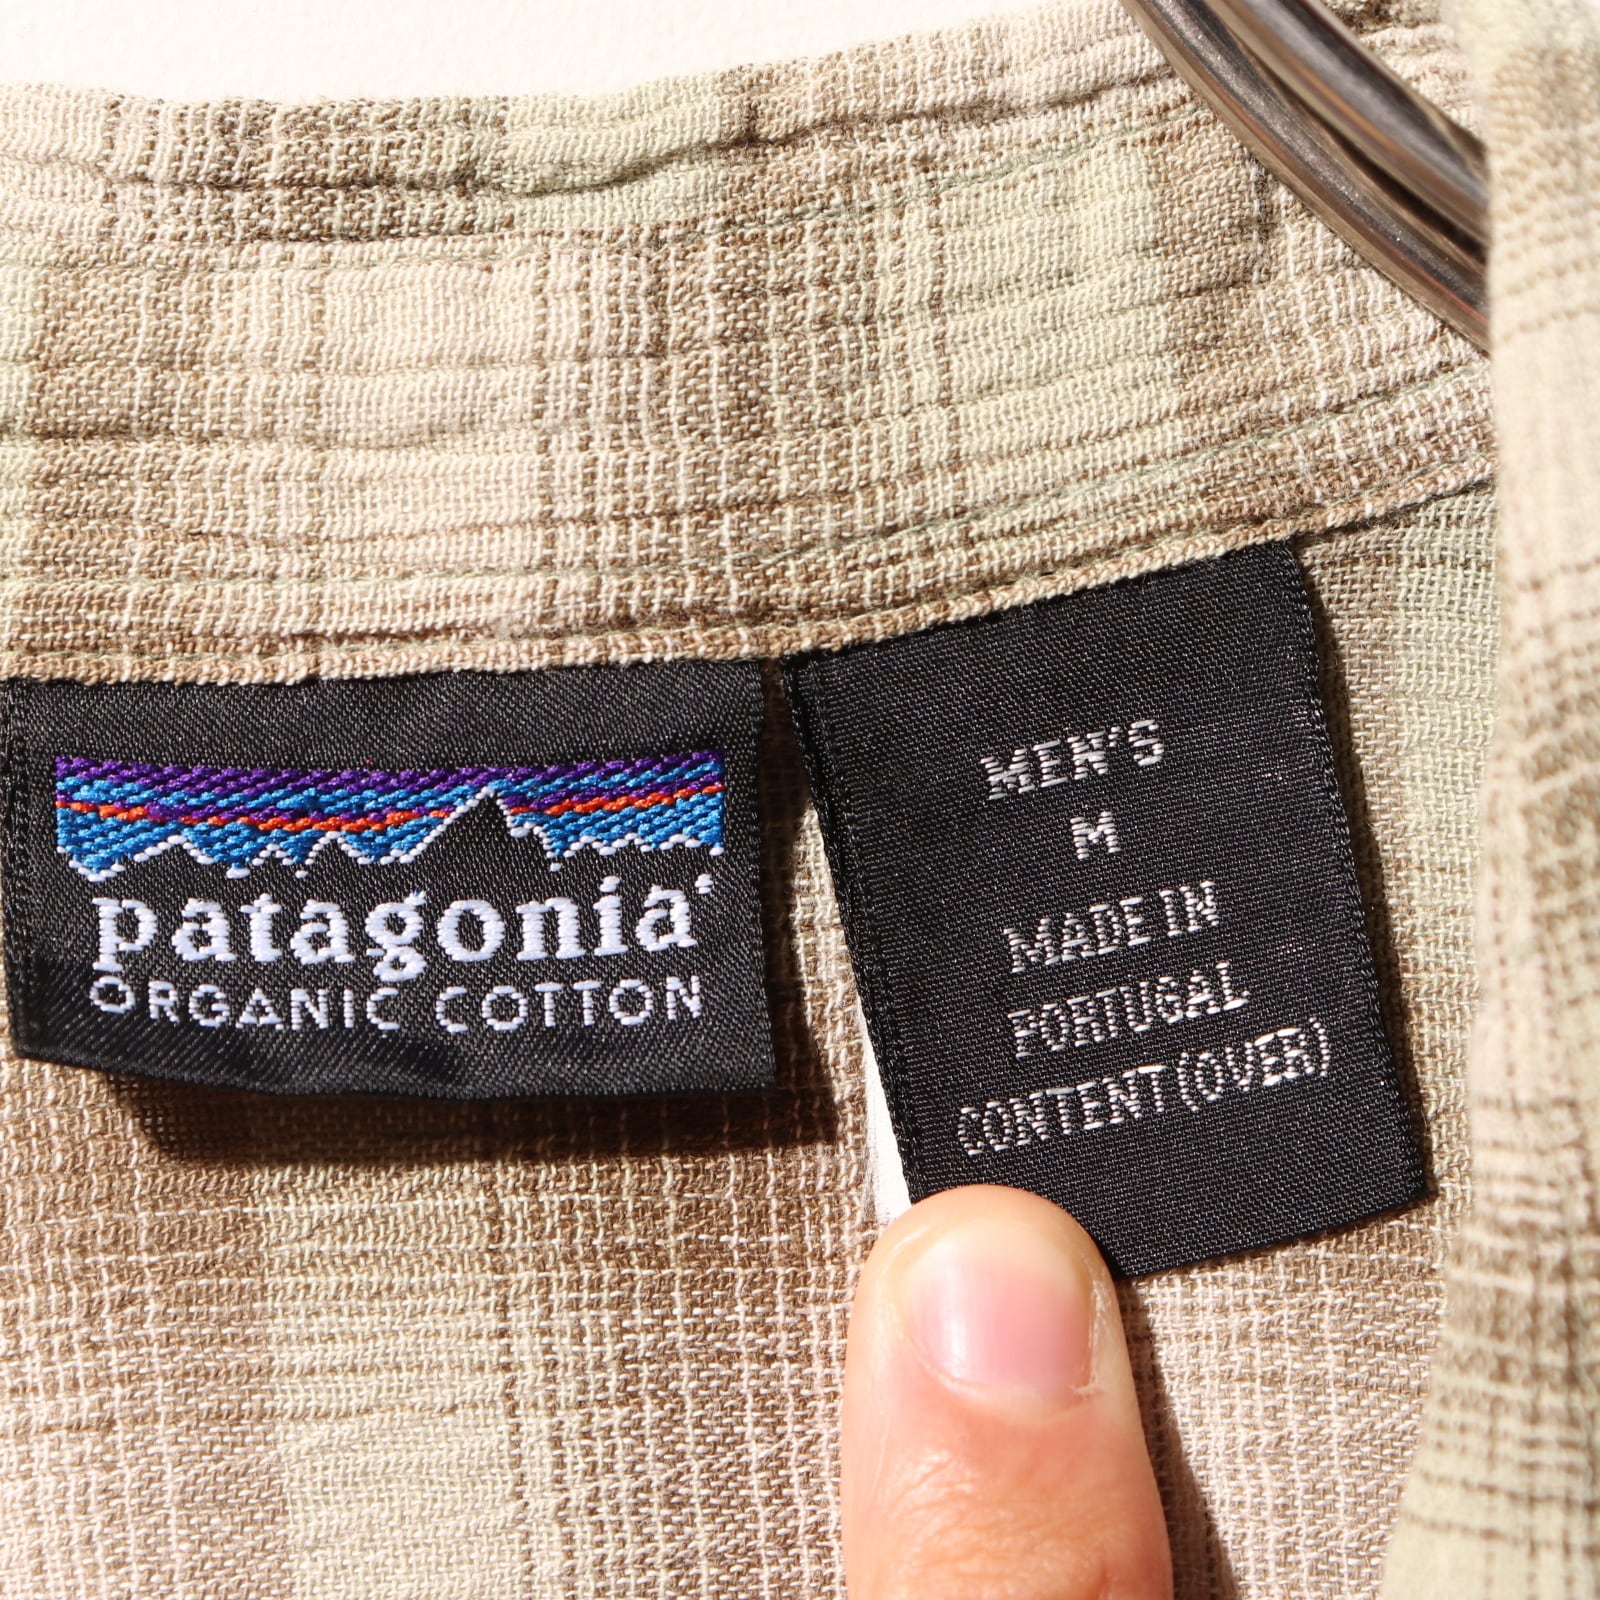 patagonia
ORGANIC COTTON
MEN'S
M
MADE IN
PORTUGAL
CONTENT (OVER)